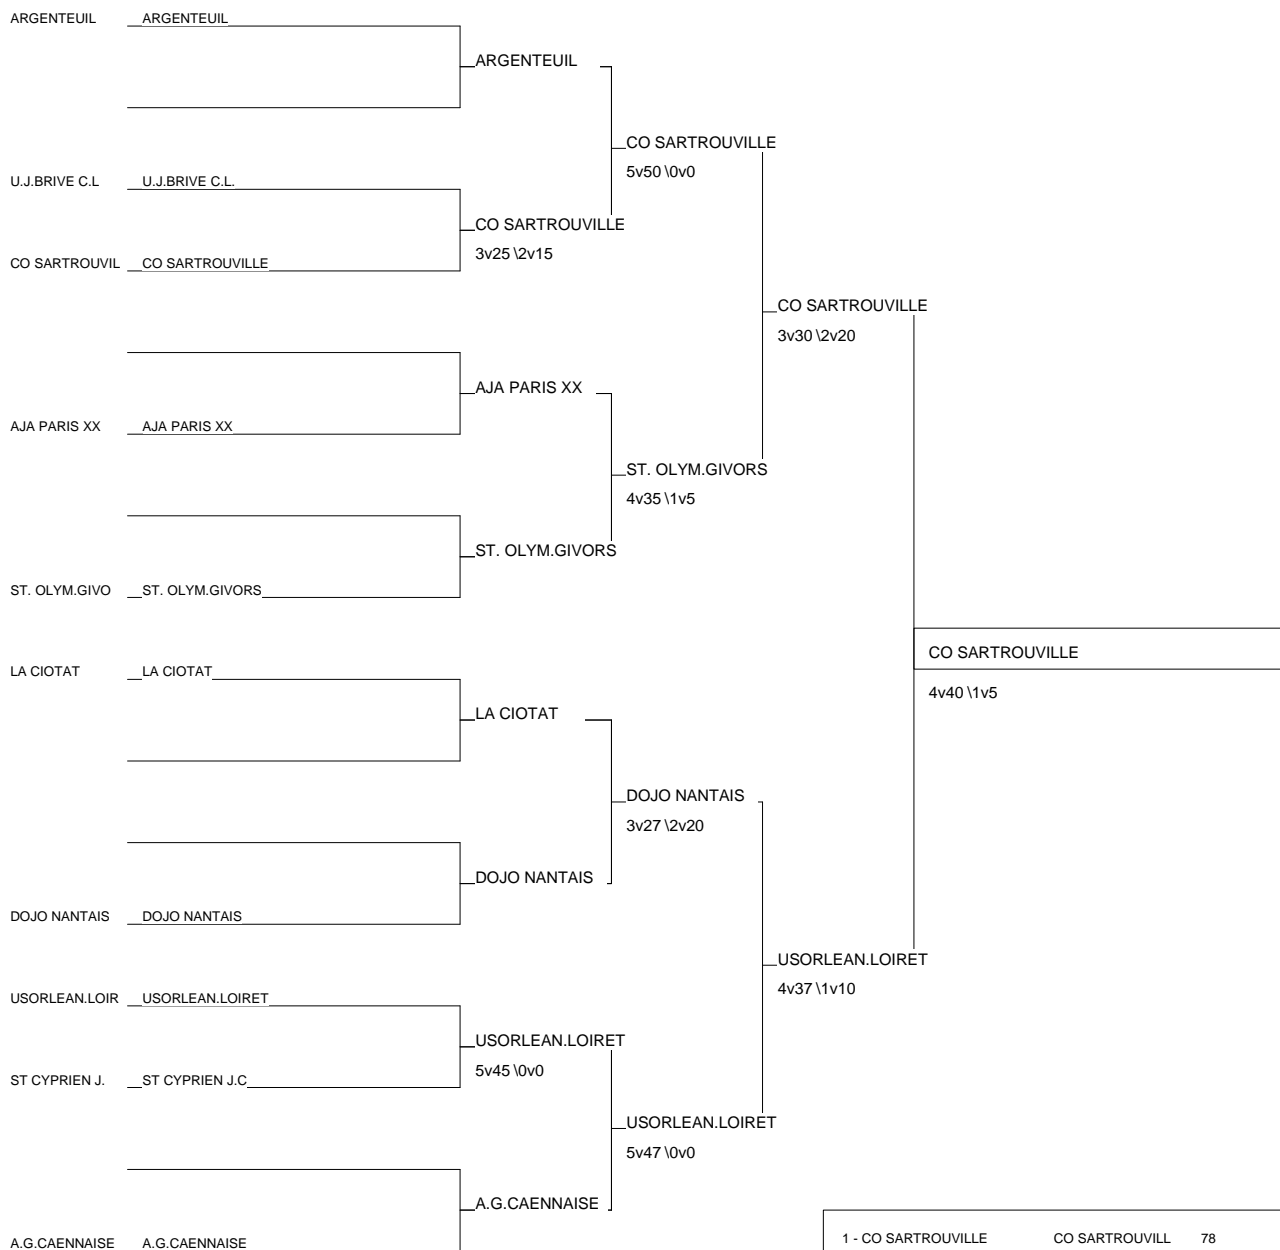 ARGENTEUIL ARGENTEUIL
ARGENTEUIL
CO SARTROUVILLE
5v50 \0v0
U.J.BRIVE C.L U.J.BRIVE C.L.
CO SARTROUVILLE
3v25 \2v15
CO SARTROUVIL CO SARTROUVILLE
CO SARTROUVILLE
3v30 \2v20
AJA PARIS XX
AJA PARIS XX AJA PARIS XX
ST. OLYM.GIVORS
4v35 \1v5
ST. OLYM.GIVORS
ST. OLYM.GIVO ST. OLYM.GIVORS
CO SARTROUVILLE
4v40 \1v5
LA CIOTAT LA CIOTAT
LA CIOTAT
DOJO NANTAIS
3v27 \2v20
DOJO NANTAIS
DOJO NANTAIS DOJO NANTAIS
USORLEAN.LOIRET
4v37 \1v10
USORLEAN.LOIR USORLEAN.LOIRET
USORLEAN.LOIRET
5v45 \0v0
ST CYPRIEN J. ST CYPRIEN J.C
USORLEAN.LOIRET
5v47 \0v0
A.G.CAENNAISE
A.G.CAENNAISE A.G.CAENNAISE
1 - CO SARTROUVILLE CO SARTROUVILL 78